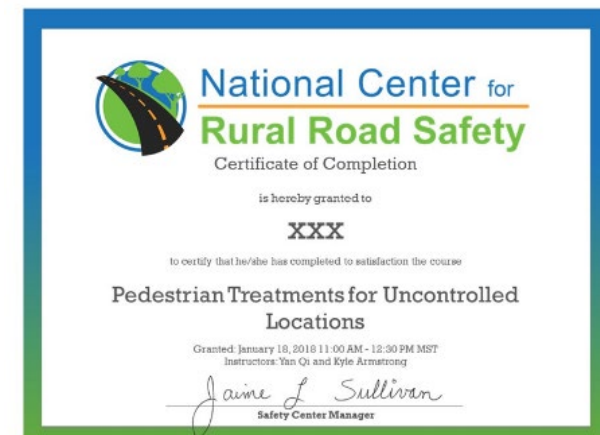 National Center for
Rural Road Safety
Certificate of Completion
is hereby granted to
XXX
to certify that he/she has completed to satisfaction the course
Pedestrian Treatments for Uncontrolled
Locations
Granted: January 18, 2018 11:00 AM - 12:30 PM MST
Instructors: Yan Qi and Kyle Armstrong
Jaime L Sullivan
Safety Center Manager